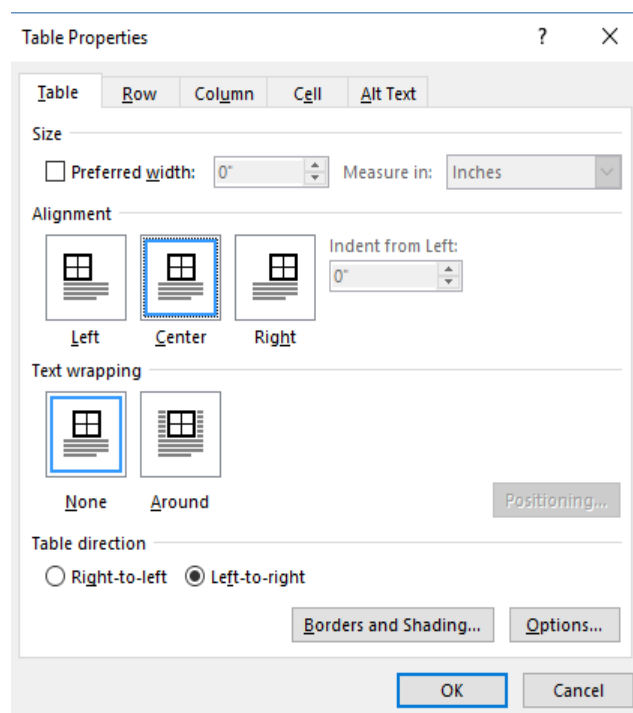 Table Properties ? X
Table Row Column Cell Alt Text
Size
Preferred width: 0" Measure in: Inches
Alignment
Indent from Left:
0"
Left Center Right
Text wrapping
None Around
Positioning...
Table direction
Right-to-left Left-to-right
Borders and Shading... Options...
OK Cancel